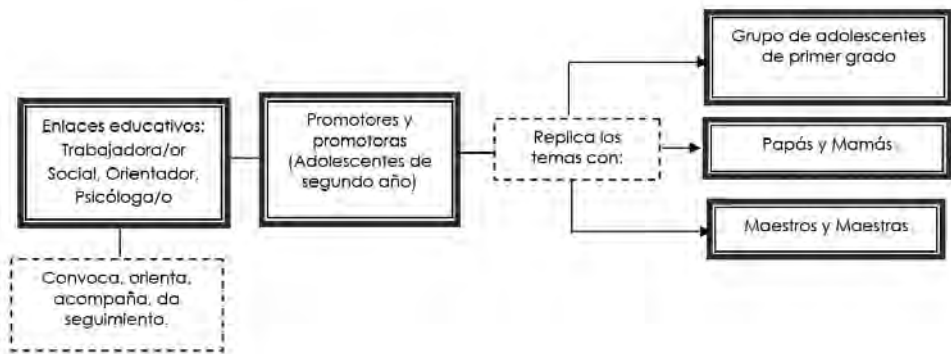 Enlaces educativos:
Trabajadora/or
Social, Orientador,
Psicóloga/o
Convoca, orienta,
acompaña, da
seguimiento.
Promotores y
promotoras
(Adolescentes de
segundo año)
Replica los
temas con:
Grupo de adolescentes
de primer grado
Papás y Mamás
Maestros y Maestras